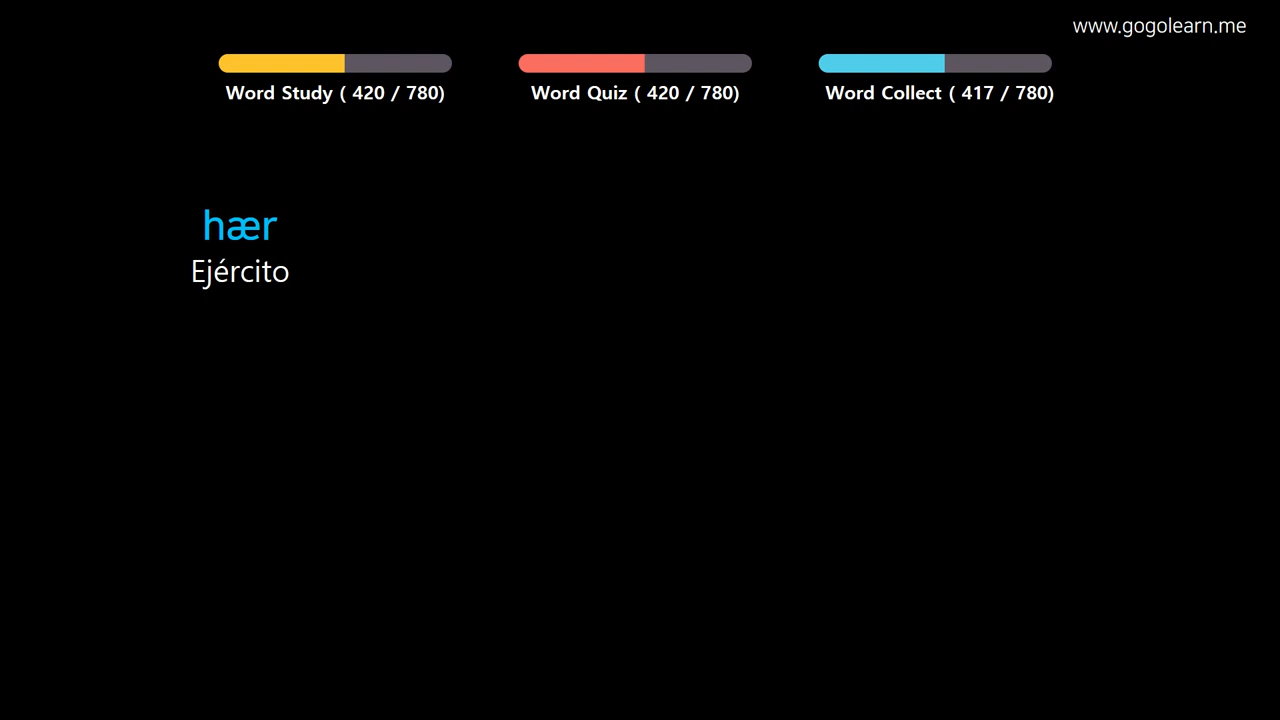 www.gogolearn.me
Word Study ( 420 / 780)
Word Quiz ( 420 / 780)
Word Collect ( 417 / 780)
hær
Ejército